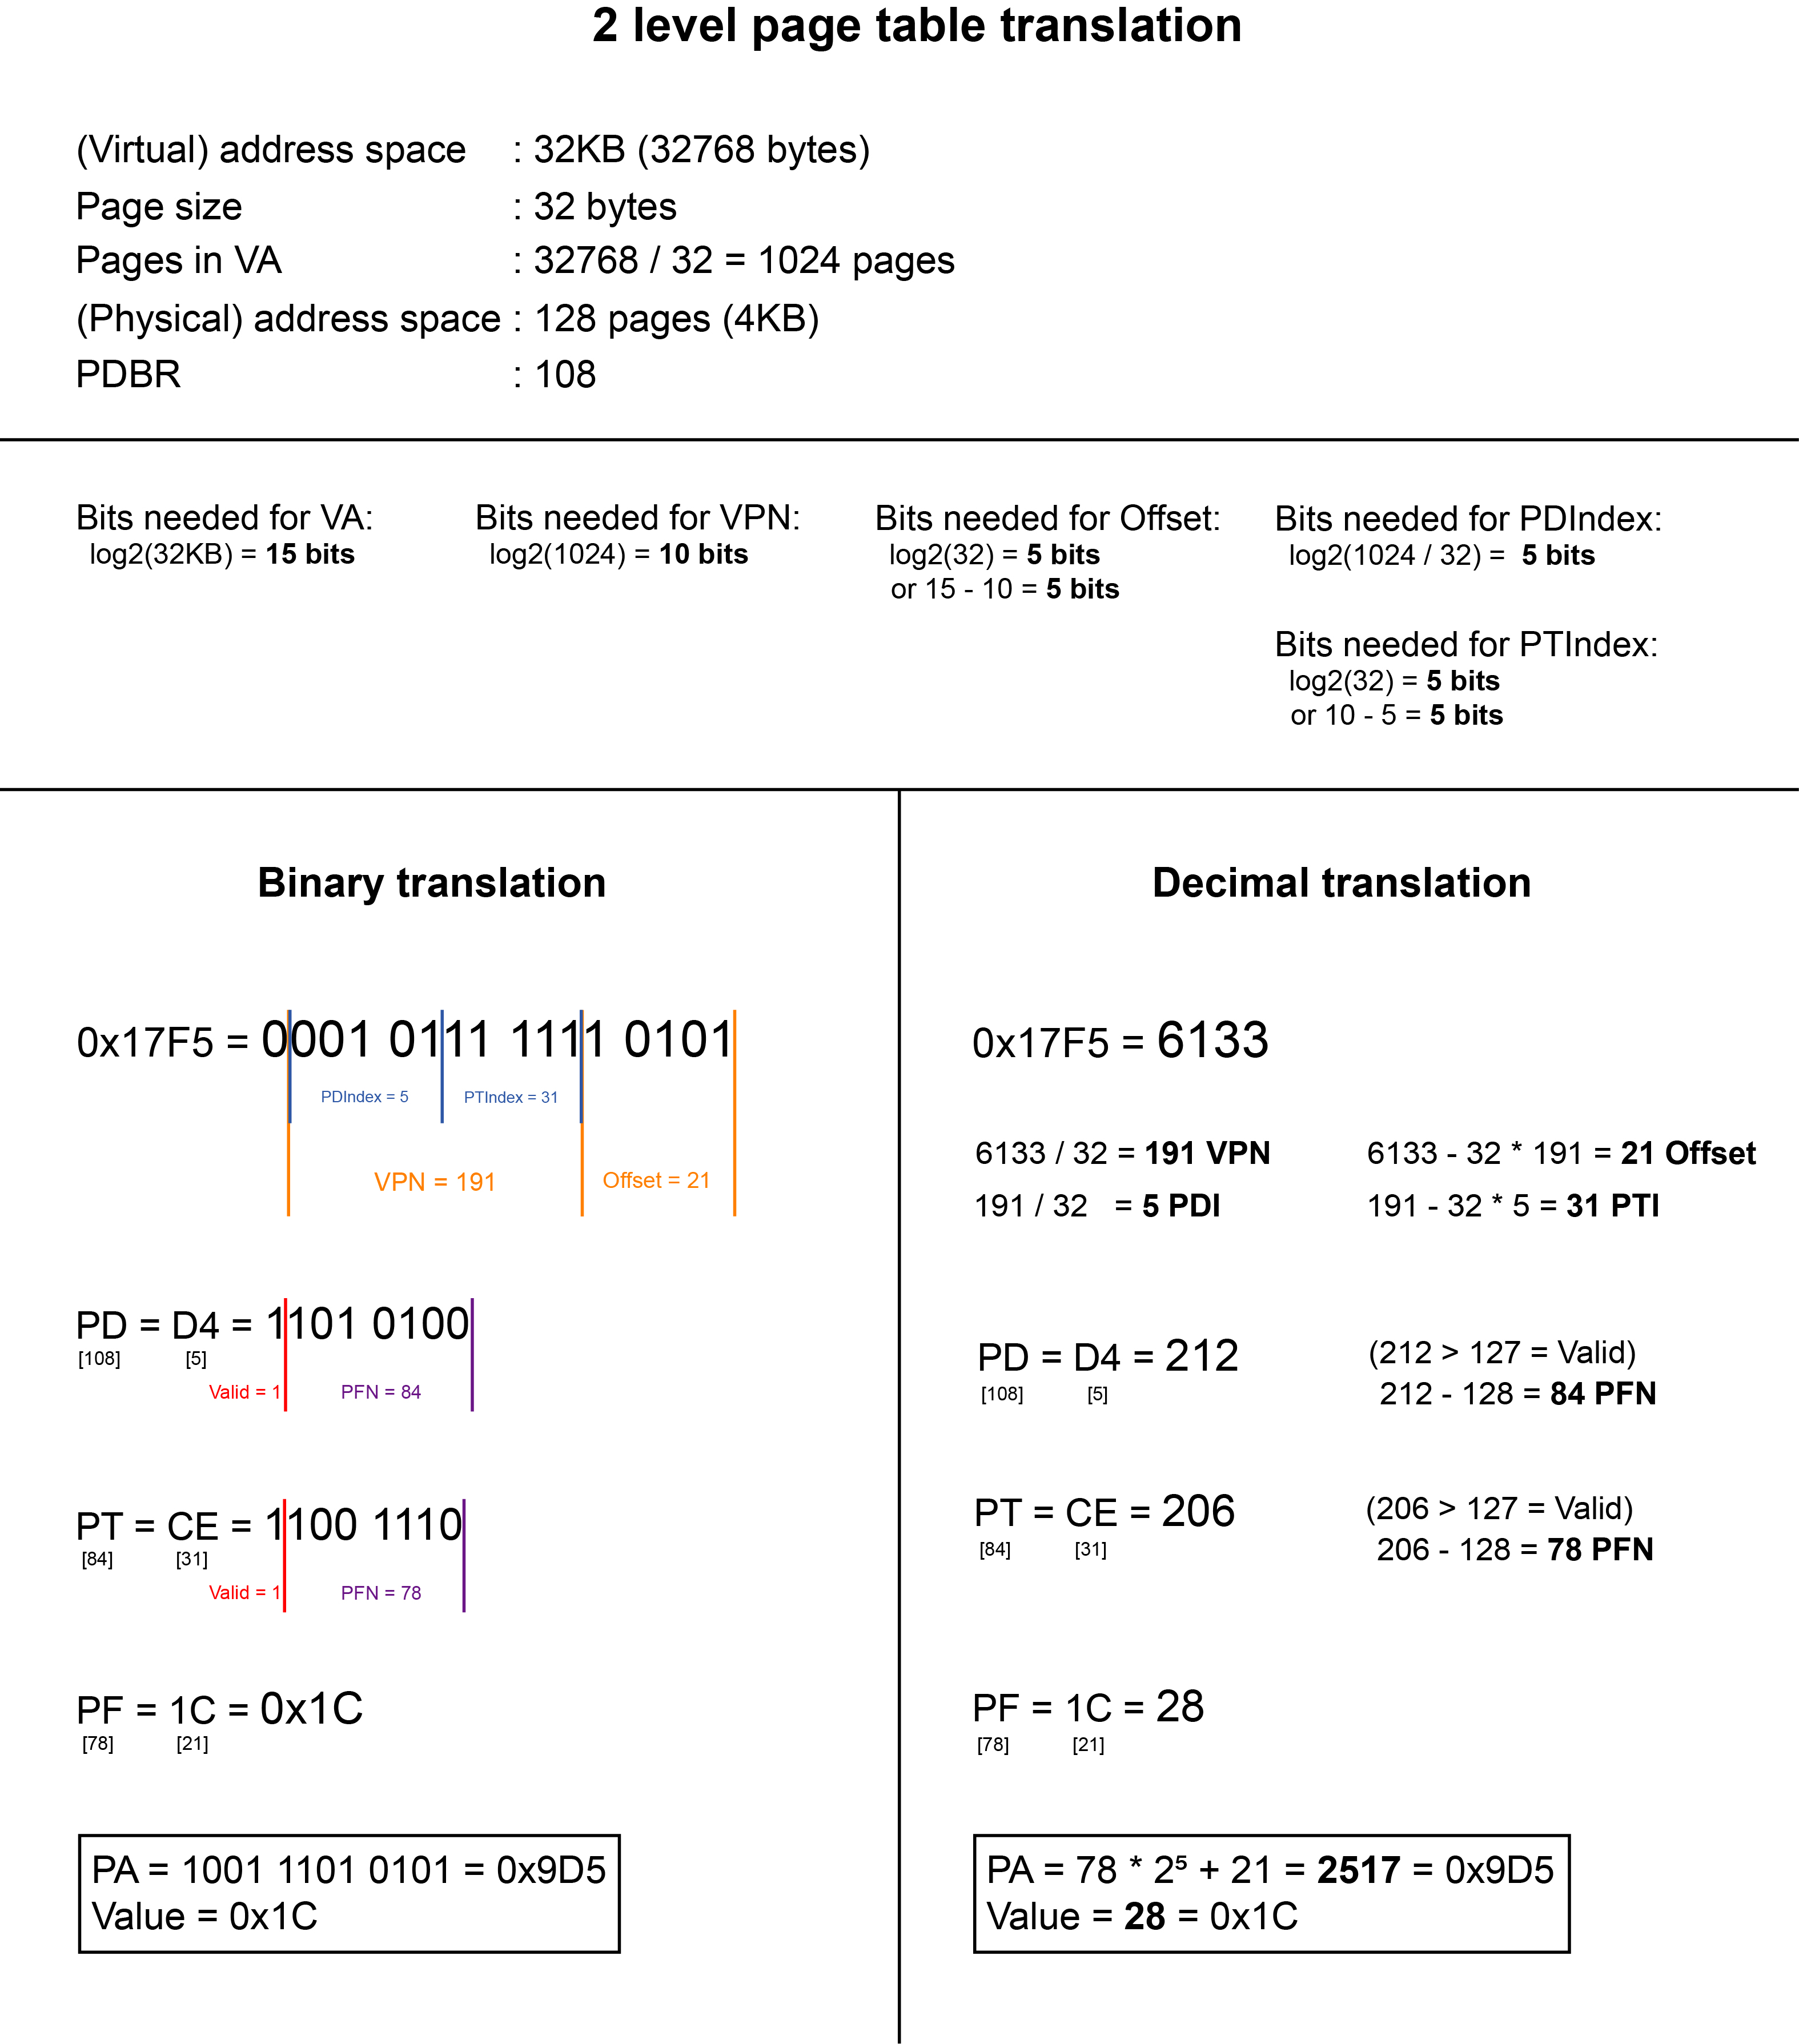 2 level page table translation
(Virtual) address space : 32KB (32768 bytes)
Page size : 32 bytes
Pages in VA : 32768 / 32 = 1024 pages
(Physical) address space : 128 pages (4KB)
PDBR : 108
Bits needed for VA:
log2(32KB) = 15 bits
Bits needed for VPN:
log2(1024) = 10 bits
Bits needed for Offset:
log2(32) = 5 bits
or 15 - 10 = 5 bits
Bits needed for PDIndex:
log2(1024 / 32) = 5 bits
Bits needed for PTIndex:
log2(32) = 5 bits
or 10 - 5 = 5 bits
Binary translation
0x17F5 = 0001 0111 1111 0101
PDIndex = 5 PTIndex = 31
VPN = 191 Offset = 21
PD = D4 = 1101 0100
[108] [5]
Valid = 1 PFN = 84
PT = CE = 1100 1110
[84] [31]
Valid = 1 PFN = 78
PF = 1C = 0x1C
[78] [21]
PA = 1001 1101 0101 = 0x9D5
Value = 0x1C
Decimal translation
0x17F5 = 6133
6133 / 32 = 191 VPN 6133 - 32 * 191 = 21 Offset
191 / 32 = 5 PDI 191 - 32 * 5 = 31 PTI
PD = D4 = 212 (212 > 127 = Valid)
[108] [5] 212 - 128 = 84 PFN
PT = CE = 206 (206 > 127 = Valid)
[84] [31] 206 - 128 = 78 PFN
PF = 1C = 28
[78] [21]
PA = 78 * 2⁵ + 21 = 2517 = 0x9D5
Value = 28 = 0x1C